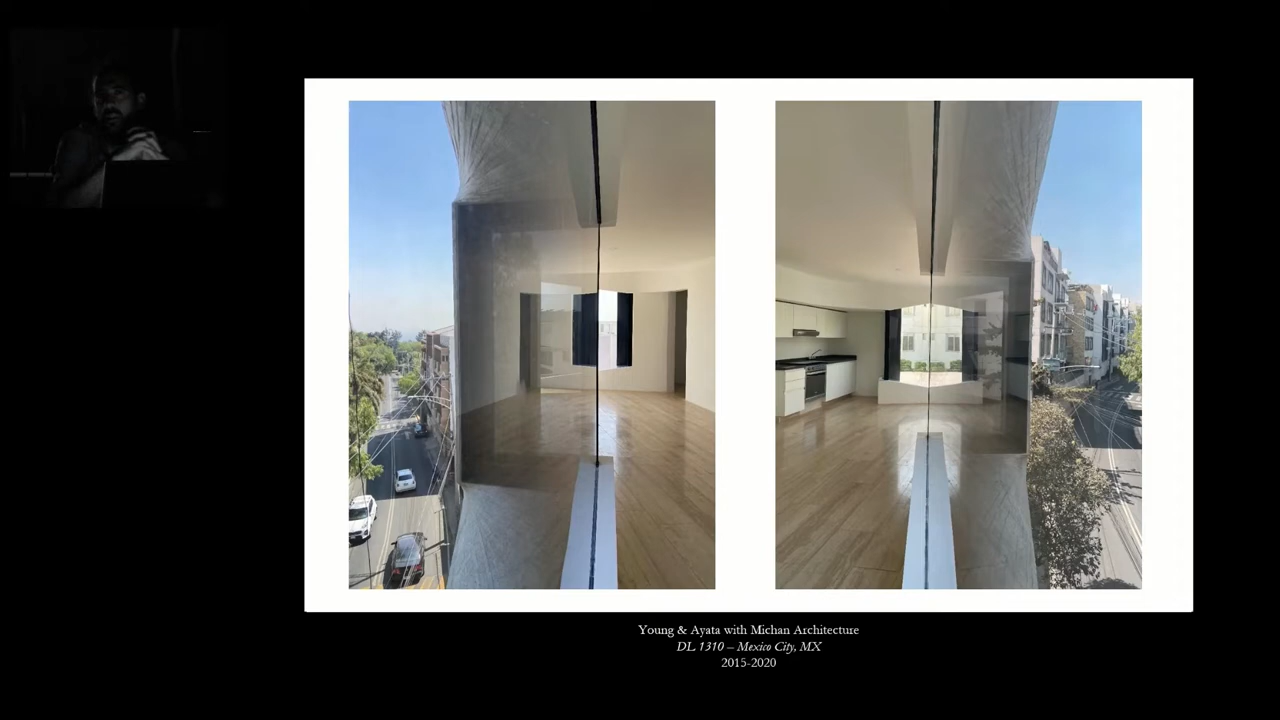 Young & Ayata with Michan Architecture
DL 1310 – Mexico City, MX
2015-2020